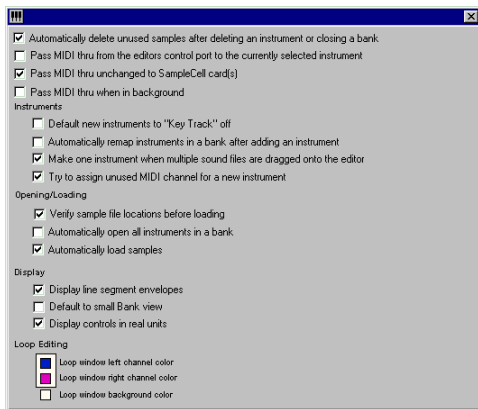 Automatically delete unused samples after deleting an instrument or closing a bank
Pass MIDI thru from the editors control port to the currently selected instrument
Pass MIDI thru unchanged to SampleCell card(s)
Pass MIDI thru when in background
Instruments
Default new instruments to "Key Track" off
Automatically remap instruments in a bank after adding an instrument
Make one instrument when multiple sound files are dragged onto the editor
Try to assign unused MIDI channel for a new instrument
Opening/Loading
Verify sample file locations before loading
Automatically open all instruments in a bank
Automatically load samples
Display
Display line segment envelopes
Default to small Bank view
Display controls in real units
Loop Editing
Loop window left channel color
Loop window right channel color
Loop window background color